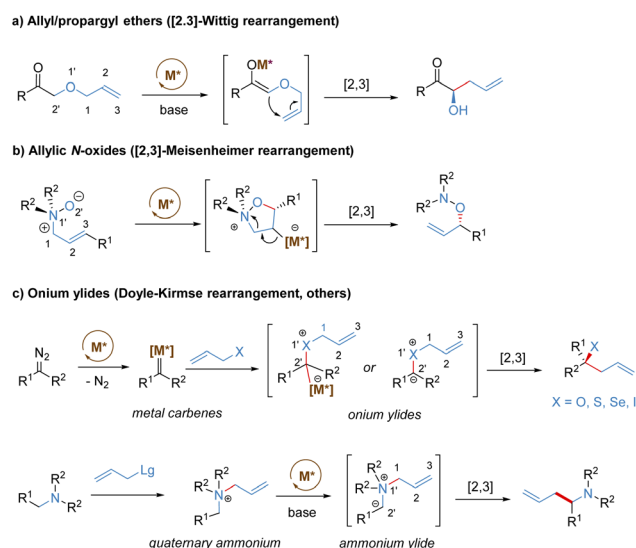 a) Allyl/propargyl ethers ([2.3]-Wittig rearrangement)
O
R
2'
O
1'
1
2
3
M*
base
OM*
R
O
[2,3]
O
R
OH
b) Allylic N-oxides ([2,3]-Meisenheimer rearrangement)
R2
R2
N
O
⊖
2'
1'
⊕
1
2
3
R1
M*
R2
R2
N
O
R1
⊕
⊖
[M*]
[2,3]
R2
R2
N
O
R1
c) Onium ylides (Doyle-Kirmse rearrangement, others)
N2
R1
R2
M*
- N2
[M*]
R1
R2
metal carbenes
X
⊕
X
1'
1
2
3
2'
R1
R2
⊖
[M*]
or
⊕
X
1'
1
2
3
2'
R1
R2
⊖
onium ylides
[2,3]
R1
R2
X
X = O, S, Se, I
R1
N
R2
R2
Lg
R2
R2
N
⊕
R1
quaternary ammonium
M*
base
R2
R2
N
⊕
1'
1
2
3
⊖
R1
2'
ammonium ylide
[2,3]
R1
N
R2
R2